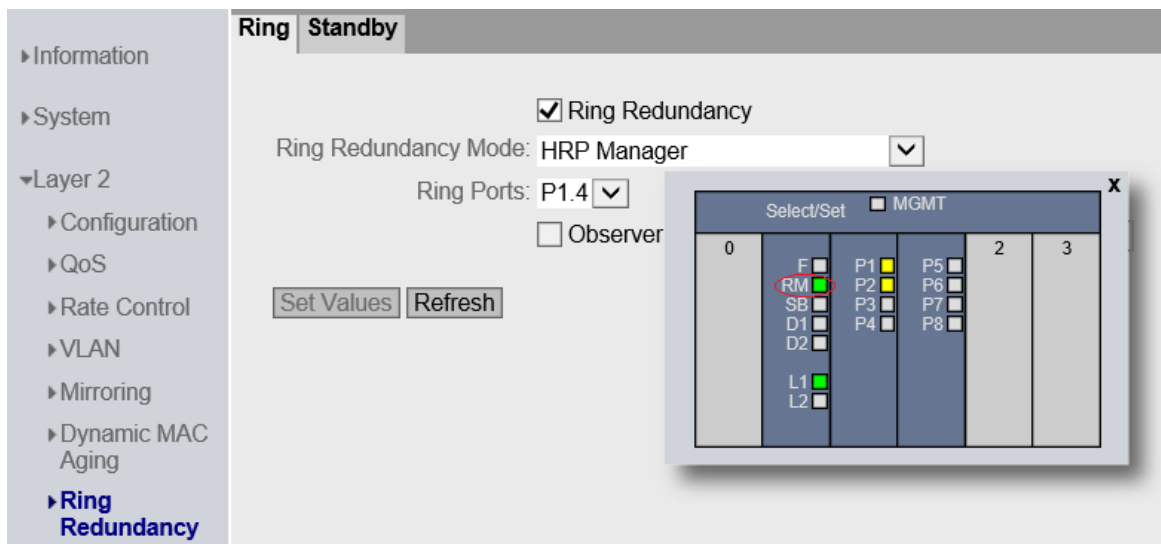 Ring Standby
Information
System
Layer 2
Configuration
QoS
Rate Control
VLAN
Mirroring
Dynamic MAC
Aging
Ring
Redundancy
Ring Redundancy
Ring Redundancy Mode: HRP Manager
Ring Ports: P1.4
Observer
Set Values Refresh
x
Select/Set MGMT
0
F
RM
SB
D1
D2
L1
L2
P1
P2
P3
P4
P5
P6
P7
P8
2
3